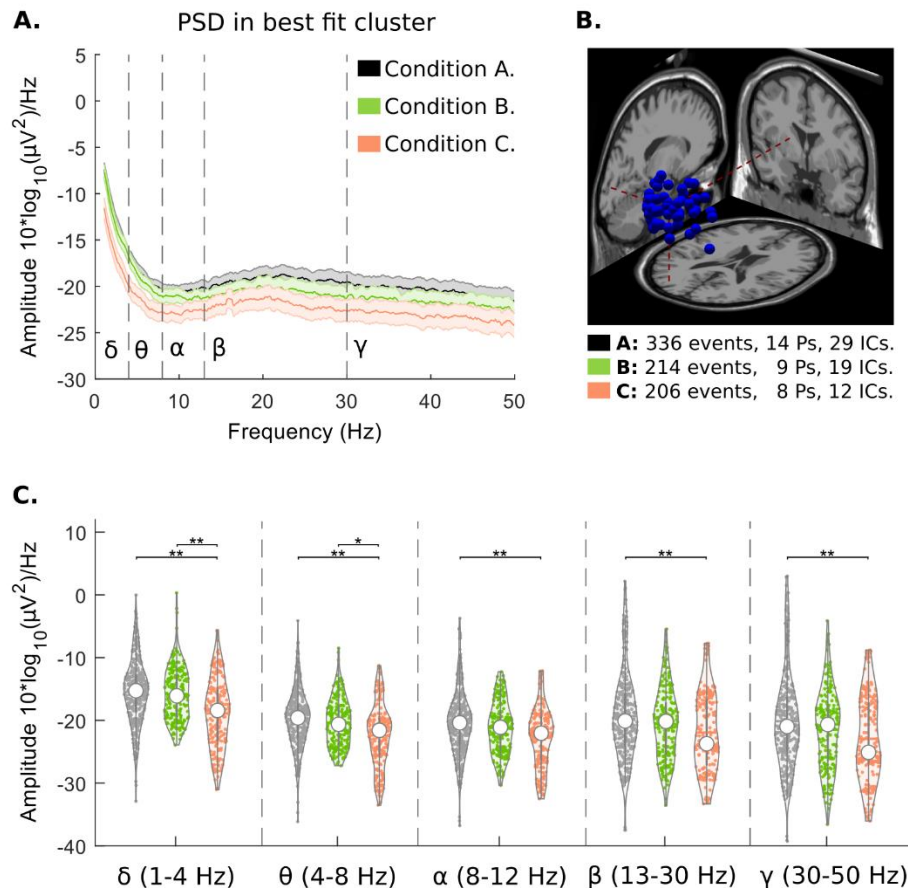 A.
PSD in best fit cluster
Amplitude 10*log10(μV2)/Hz
5
0
-5
-10
-15
-20
-25
-30
Condition A.
Condition B.
Condition C.
δ θ α β γ
0 10 20 30 40 50
Frequency (Hz)
B.
A: 336 events, 14 Ps, 29 ICs.
B: 214 events, 9 Ps, 19 ICs.
C: 206 events, 8 Ps, 12 ICs.
C.
Amplitude 10*log10(μV2)/Hz
10
0
-10
-20
-30
-40
** **
** *
**
**
**
δ (1-4 Hz) θ (4-8 Hz) α (8-12 Hz) β (13-30 Hz) γ (30-50 Hz)